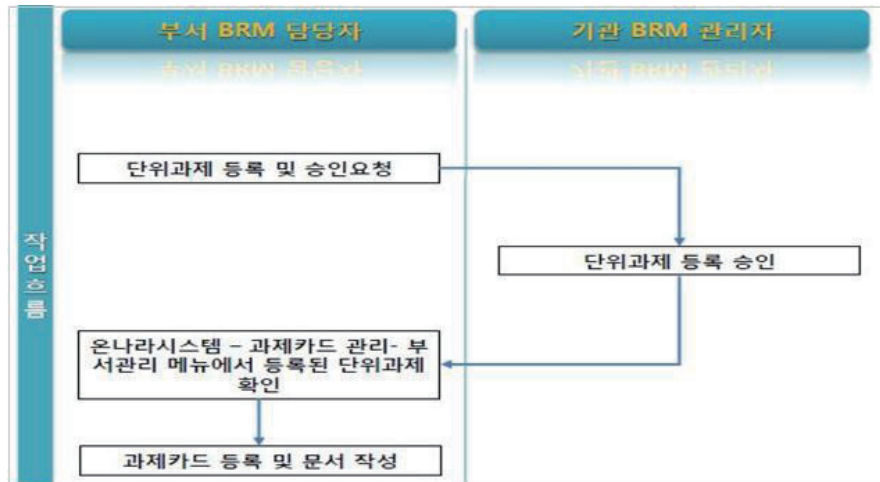 부서 BRM 담당자
기관 BRM 관리자
작업흐름
단위과제 등록 및 승인요청
단위과제 등록 승인
온나라시스템 – 과제카드 관리- 부
서관리 메뉴에서 등록된 단위과제
확인
과제카드 등록 및 문서 작성